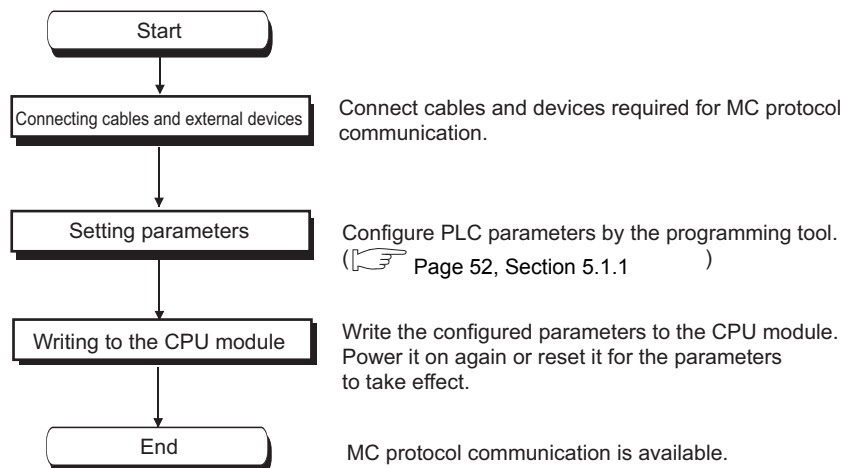 Start
Connecting cables and external devices
Connect cables and devices required for MC protocol
communication.
Setting parameters
Configure PLC parameters by the programming tool.
( Page 52, Section 5.1.1 )
Writing to the CPU module
Write the configured parameters to the CPU module.
Power it on again or reset it for the parameters
to take effect.
End
MC protocol communication is available.